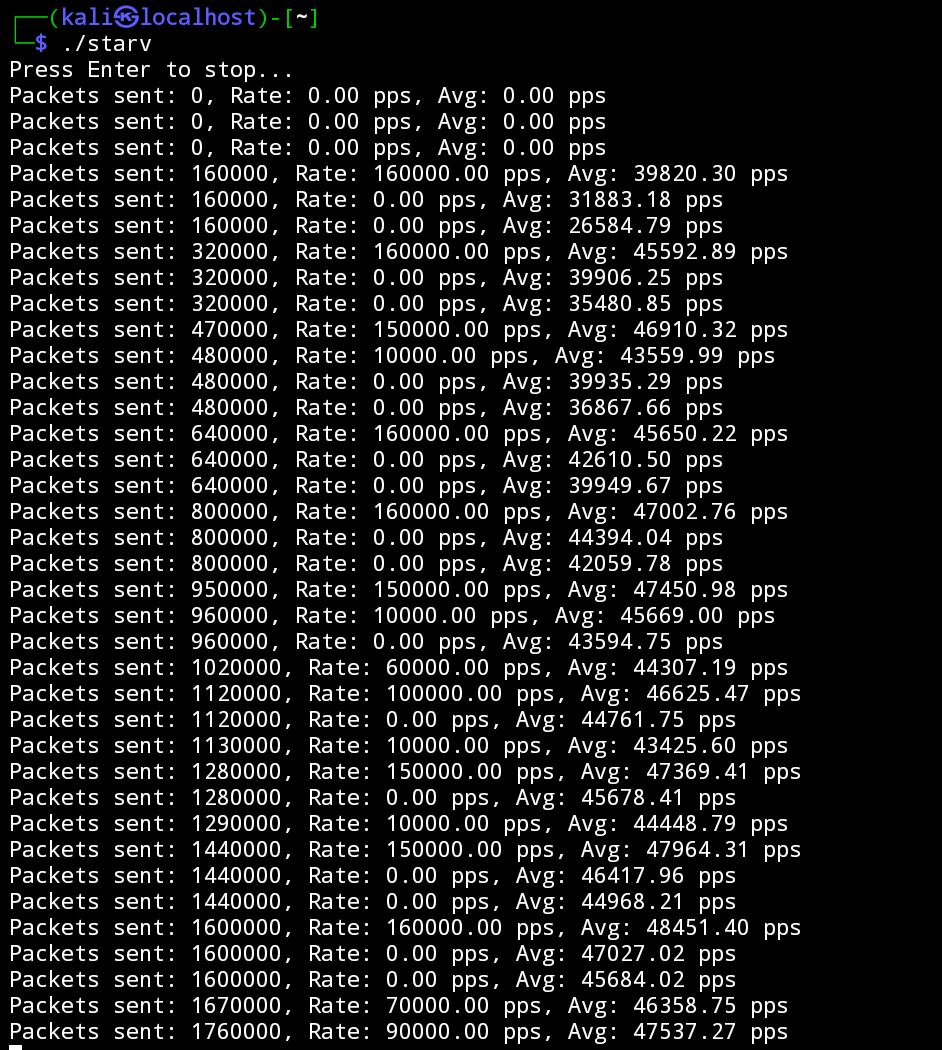 ┌──(kali㉿localhost)-[~]
└─$ ./starv
Press Enter to stop...
Packets sent: 0, Rate: 0.00 pps, Avg: 0.00 pps
Packets sent: 0, Rate: 0.00 pps, Avg: 0.00 pps
Packets sent: 0, Rate: 0.00 pps, Avg: 0.00 pps
Packets sent: 160000, Rate: 160000.00 pps, Avg: 39820.30 pps
Packets sent: 160000, Rate: 0.00 pps, Avg: 31883.18 pps
Packets sent: 160000, Rate: 0.00 pps, Avg: 26584.79 pps
Packets sent: 320000, Rate: 160000.00 pps, Avg: 45592.89 pps
Packets sent: 320000, Rate: 0.00 pps, Avg: 39906.25 pps
Packets sent: 320000, Rate: 0.00 pps, Avg: 35480.85 pps
Packets sent: 470000, Rate: 150000.00 pps, Avg: 46910.32 pps
Packets sent: 480000, Rate: 10000.00 pps, Avg: 43559.99 pps
Packets sent: 480000, Rate: 0.00 pps, Avg: 39935.29 pps
Packets sent: 480000, Rate: 0.00 pps, Avg: 36867.66 pps
Packets sent: 640000, Rate: 160000.00 pps, Avg: 45650.22 pps
Packets sent: 640000, Rate: 0.00 pps, Avg: 42610.50 pps
Packets sent: 640000, Rate: 0.00 pps, Avg: 39949.67 pps
Packets sent: 800000, Rate: 160000.00 pps, Avg: 47002.76 pps
Packets sent: 800000, Rate: 0.00 pps, Avg: 44394.04 pps
Packets sent: 800000, Rate: 0.00 pps, Avg: 42059.78 pps
Packets sent: 950000, Rate: 150000.00 pps, Avg: 47450.98 pps
Packets sent: 960000, Rate: 10000.00 pps, Avg: 45669.00 pps
Packets sent: 960000, Rate: 0.00 pps, Avg: 43594.75 pps
Packets sent: 1020000, Rate: 60000.00 pps, Avg: 44307.19 pps
Packets sent: 1120000, Rate: 100000.00 pps, Avg: 46625.47 pps
Packets sent: 1120000, Rate: 0.00 pps, Avg: 44761.75 pps
Packets sent: 1130000, Rate: 10000.00 pps, Avg: 43425.60 pps
Packets sent: 1280000, Rate: 150000.00 pps, Avg: 47369.41 pps
Packets sent: 1280000, Rate: 0.00 pps, Avg: 45678.41 pps
Packets sent: 1290000, Rate: 10000.00 pps, Avg: 44448.79 pps
Packets sent: 1440000, Rate: 150000.00 pps, Avg: 47964.31 pps
Packets sent: 1440000, Rate: 0.00 pps, Avg: 46417.96 pps
Packets sent: 1440000, Rate: 0.00 pps, Avg: 44968.21 pps
Packets sent: 1600000, Rate: 160000.00 pps, Avg: 48451.40 pps
Packets sent: 1600000, Rate: 0.00 pps, Avg: 47027.02 pps
Packets sent: 1600000, Rate: 0.00 pps, Avg: 45684.02 pps
Packets sent: 1670000, Rate: 70000.00 pps, Avg: 46358.75 pps
Packets sent: 1760000, Rate: 90000.00 pps, Avg: 47537.27 pps